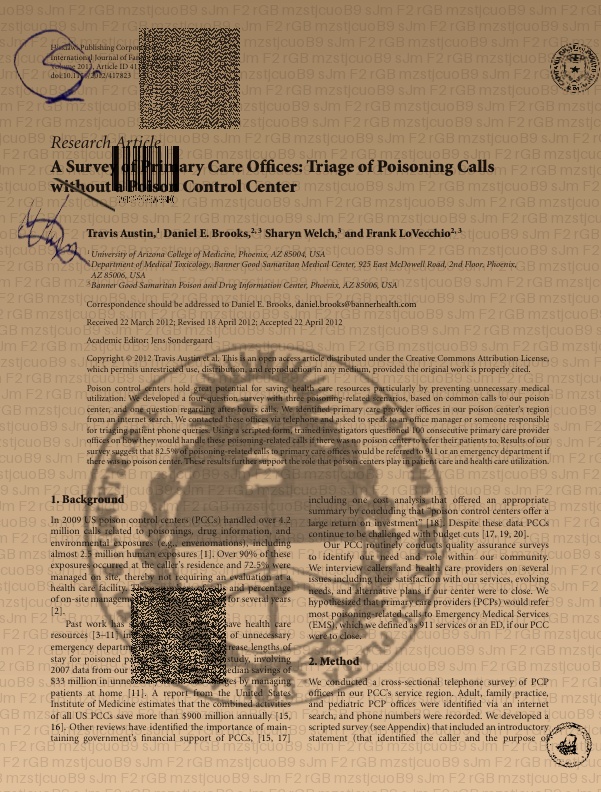 Hindawi Publishing Corpor
International Journal of Fam
Volume 2012, Article ID 417823
doi:10.1155/2012/417823
Research Article
A Survey of Primary Care Offices: Triage of Poisoning Calls
without a Poison Control Center
Travis Austin,1 Daniel E. Brooks,2, 3 Sharyn Welch,3 and Frank LoVecchio2, 3
1 University of Arizona College of Medicine, Phoenix, AZ 85004, USA
2 Department of Medical Toxicology, Banner Good Samaritan Medical Center, 925 East McDowell Road, 2nd Floor, Phoenix,
AZ 85006, USA
3 Banner Good Samaritan Poison and Drug Information Center, Phoenix, AZ 85006, USA
Correspondence should be addressed to Daniel E. Brooks, daniel.brooks@bannerhealth.com
Received 22 March 2012; Revised 18 April 2012; Accepted 22 April 2012
Academic Editor: Jens Sondergaard
Copyright © 2012 Travis Austin et al. This is an open access article distributed under the Creative Commons Attribution License,
which permits unrestricted use, distribution, and reproduction in any medium, provided the original work is properly cited.
Poison control centers hold great potential for saving health care resources particularly by preventing unnecessary medical
utilization. We developed a four-question survey with three poisoning-related scenarios, based on common calls to our poison
center, and a question regarding after-hours calls. We identified primary care provider offices in our poison center's region
from an internet search. We contacted these offices via telephone and asked to speak to an office manager or someone responsible
for triaging patient phone queries. Using a scripted form, trained investigators questioned 100 consecutive primary care provider
offices on how they would handle these poisoning-related calls if there were no poison center to refer their patients to. Results of our
survey suggest that 82.5% of poisoning-related calls to primary care offices would be referred to 911 or an emergency department if
there was no poison center. These results further support the role that poison centers play in patient care and health care utilization.
1. Background
In 2009 US poison control centers (PCCs) handled over 4.2
million calls related to poisonings, drug information, and
environmental exposures (e.g., envenomations), including
almost 2.5 million human exposures [1]. Over 90% of these
exposures occurred at the caller's residence and 72.5% were
managed on site, thereby not requiring an evaluation in a
health care facility. The and percentage
of on-site managem for several years
[2].
Past work has ave health care
resources [3–11] in of unnecessary
emergency departm crease lengths of
stay for poisoned pa study, involving
2007 data from our median savings of
$33 million in unnec ges by managing
patients at home [11]. A report from the United States
Institute of Medicine estimates that the combined activities
of all US PCCs save more than $900 million annually [15,
16]. Other reviews have identified the importance of main-
taining government's financial support of PCCs, [15, 17]
including one cost analysis that offered an appropriate
summary by concluding that "poison control centers offer a
large return on investment" [18]. Despite these data PCCs
continue to be challenged with budget cuts [17, 19, 20].
Our PCC routinely conducts quality assurance surveys
to identify our need and role within our community.
We interview callers and health care providers on several
issues including their satisfaction with our services, evolving
trends, and alternative plans if our center were to close. We
hypothesized that primary care providers (PCPs) would refer
most poisoning-related calls to Emergency Medical Services
(EMS), which we defined as 911 services or an ED, if our PCC
were to close.
2. Method
We conducted a cross-sectional telephone survey of PCP
offices in our PCC's service region. Adult, family practice,
and pediatric PCP offices were identified via an internet
search, and phone numbers were recorded. We developed a
scripted survey (see Appendix) that included an introductory
statement (that identified the caller and the purpose of